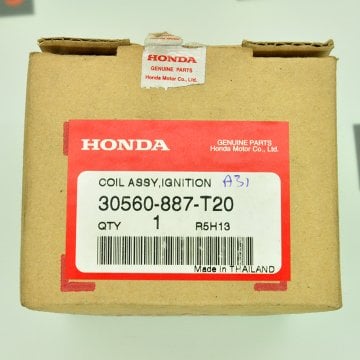 HONDA
GENUINE PARTS
Honda Motor Co., Ltd.
HONDA
GENUINE PARTS
Honda Motor Co., Ltd.
COIL ASSY,IGNITION A31
30560-887-T20
QTY 1 R5H13
Made in THAILAND